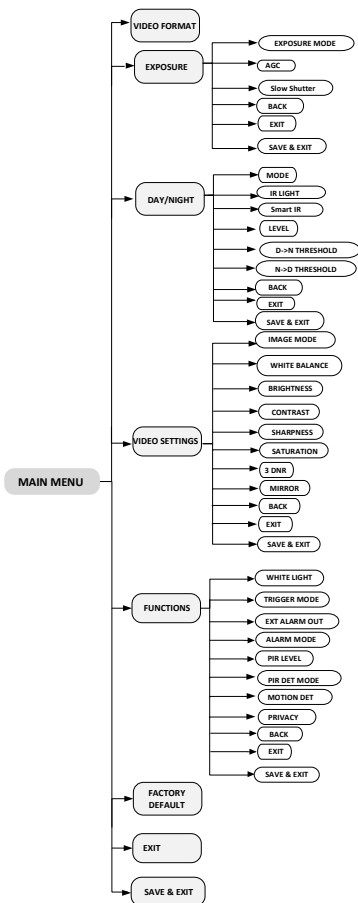 VIDEO FORMAT
EXPOSURE
EXPOSURE MODE
AGC
Slow Shutter
BACK
EXIT
SAVE & EXIT
DAY/NIGHT
MODE
IR LIGHT
Smart IR
LEVEL
D->N THRESHOLD
N->D THRESHOLD
BACK
EXIT
SAVE & EXIT
VIDEO SETTINGS
IMAGE MODE
WHITE BALANCE
BRIGHTNESS
CONTRAST
SHARPNESS
SATURATION
3 DNR
MIRROR
BACK
EXIT
SAVE & EXIT
MAIN MENU
FUNCTIONS
WHITE LIGHT
TRIGGER MODE
EXT ALARM OUT
ALARM MODE
PIR LEVEL
PIR DET MODE
MOTION DET
PRIVACY
BACK
EXIT
SAVE & EXIT
FACTORY
DEFAULT
EXIT
SAVE & EXIT